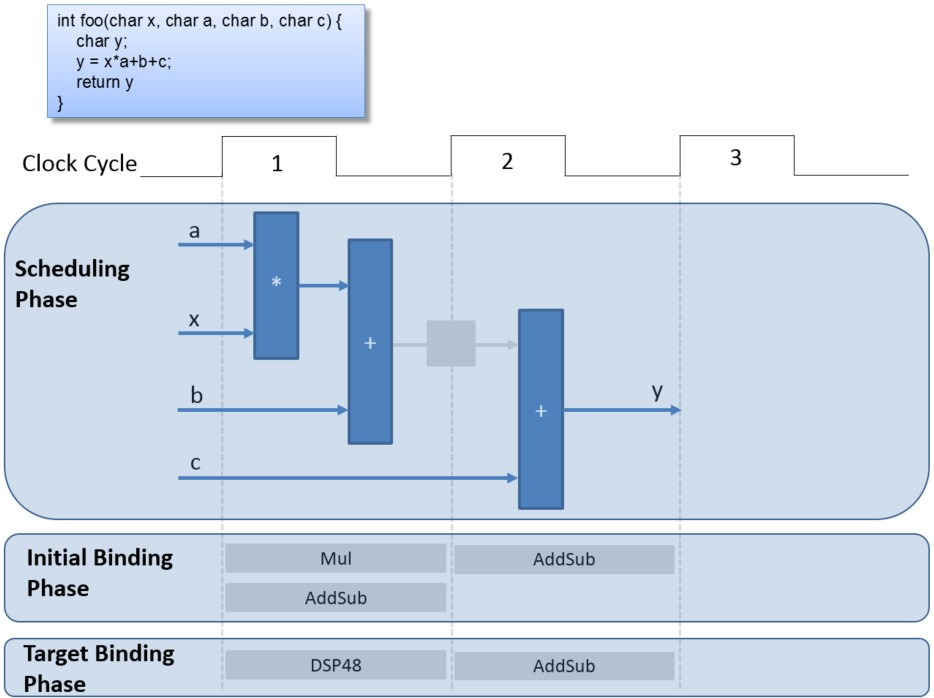 int foo(char x, char a, char b, char c) {
char y;
y = x*a+b+c;
return y
}
Clock Cycle
1
2
3
Scheduling
Phase
a
*
x
+
b
y
+
c
Initial Binding
Phase
Mul
AddSub
AddSub
Target Binding
Phase
DSP48
AddSub